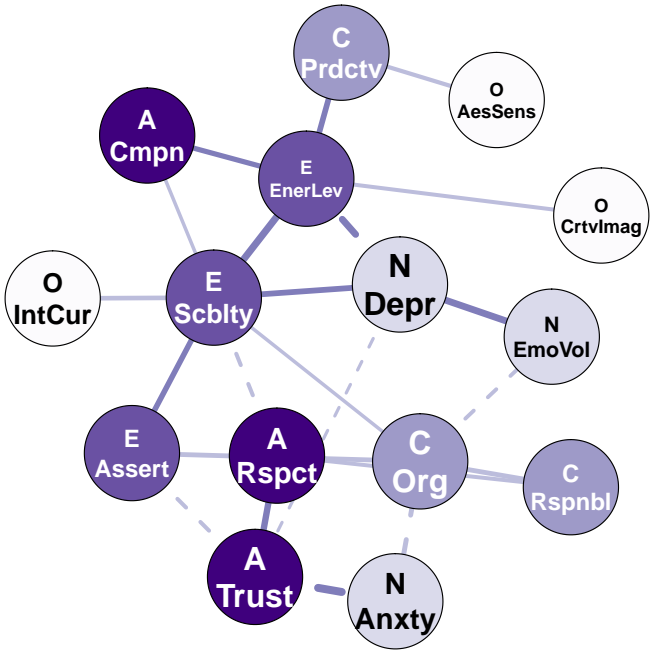 C
Prdctv
O
AesSens
A
Cmpn
E
EnerLev
O
CrtvImag
N
Depr
O
IntCur
E
Scblty
N
EmoVol
E
Assert
A
Rspct
C
Org
C
Rspnbl
A
Trust
N
Anxty